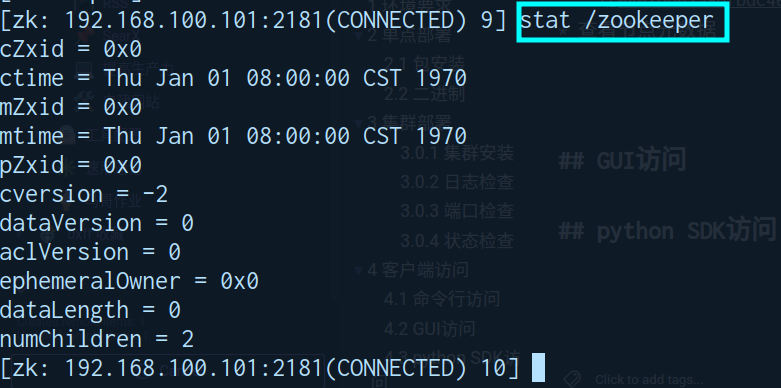 [zk: 192.168.100.101:2181(CONNECTED) 9] stat /zookeeper
cZxid = 0x0
ctime = Thu Jan 01 08:00:00 CST 1970
mZxid = 0x0
mtime = Thu Jan 01 08:00:00 CST 1970
pZxid = 0x0
cversion = -2
dataVersion = 0
aclVersion = 0
ephemeralOwner = 0x0
dataLength = 0
numChildren = 2
[zk: 192.168.100.101:2181(CONNECTED) 10]
2.1 包安装
2.2 二进制
3 集群部署
3.0.1 集群安装
3.0.2 日志检查
3.0.3 端口检查
3.0.4 状态检查
4 客户端访问
4.1 命令行访问
4.2 GUI访问
## GUI访问
## python SDK访问
Click to add tags...